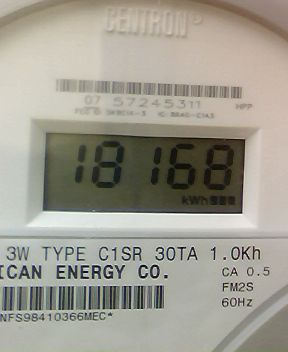 CENTRON®
07 57245311 HPP
18168
kWh
3W TYPE C1SR 30TA 1.0Kh
ICAN ENERGY CO. CA 0.5
FM2S
60Hz
NFS98410366MEC*